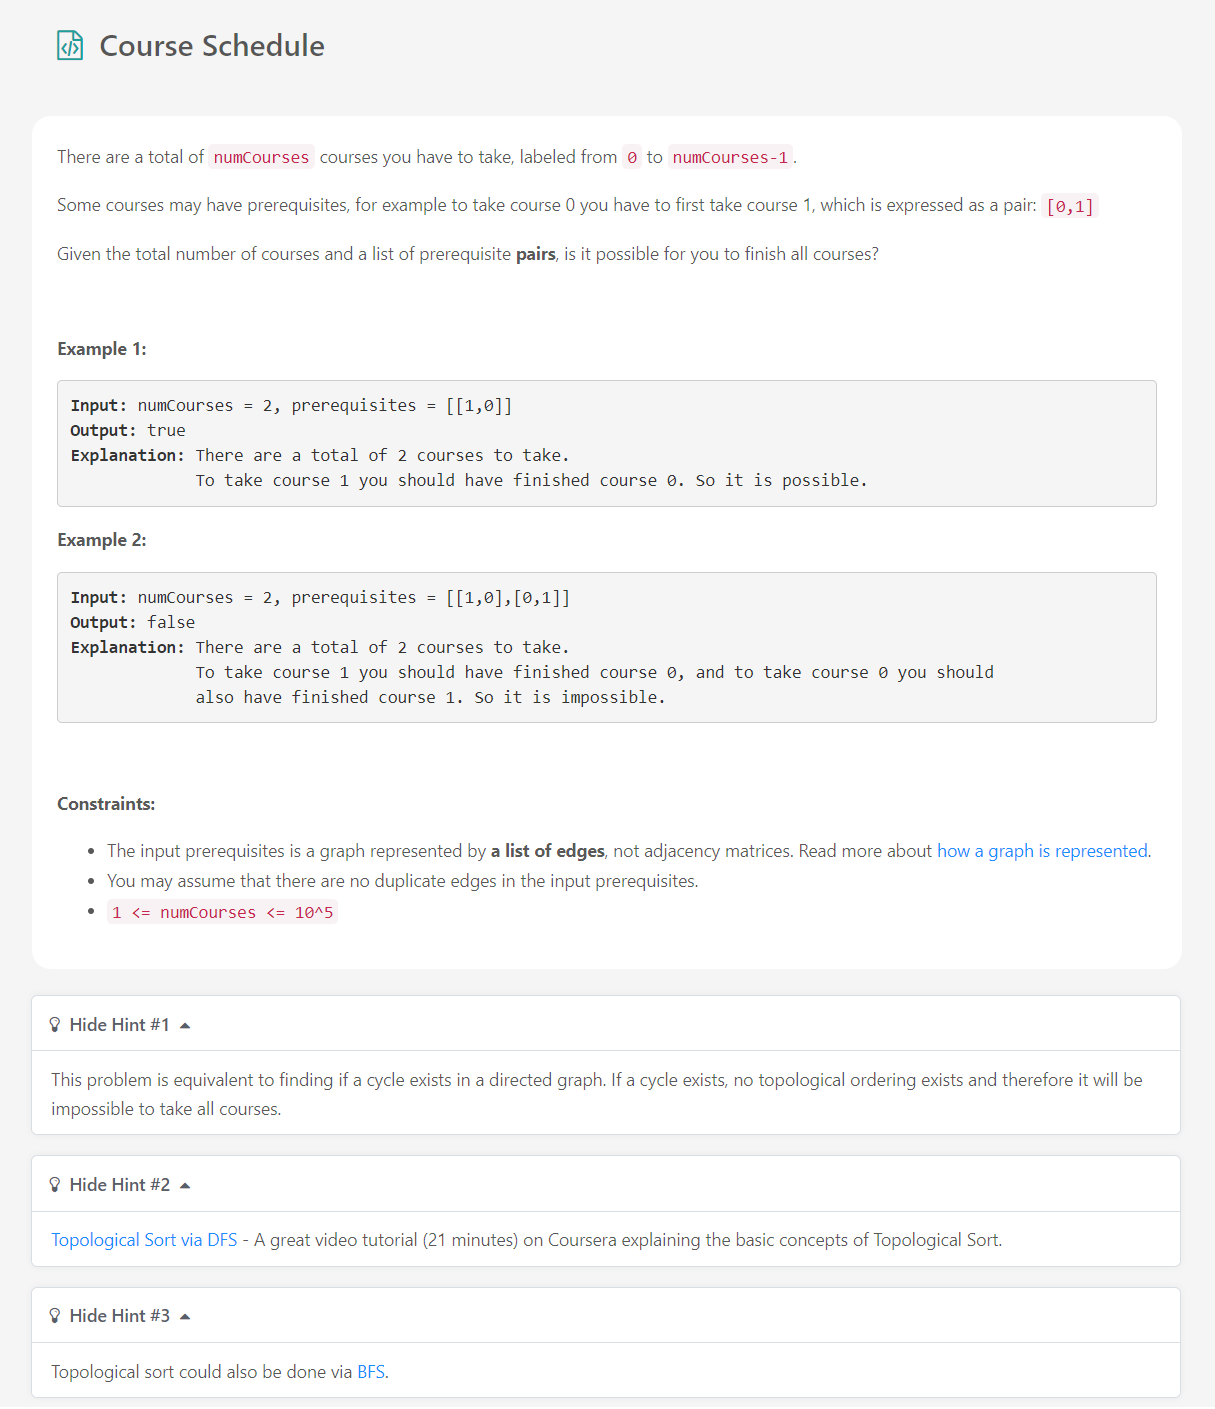 Course Schedule
There are a total of numCourses courses you have to take, labeled from 0 to numCourses-1.
Some courses may have prerequisites, for example to take course 0 you have to first take course 1, which is expressed as a pair: [0,1]
Given the total number of courses and a list of prerequisite pairs, is it possible for you to finish all courses?
Example 1:
Input: numCourses = 2, prerequisites = [[1,0]]
Output: true
Explanation: There are a total of 2 courses to take.
To take course 1 you should have finished course 0. So it is possible.
Example 2:
Input: numCourses = 2, prerequisites = [[1,0],[0,1]]
Output: false
Explanation: There are a total of 2 courses to take.
To take course 1 you should have finished course 0, and to take course 0 you should
also have finished course 1. So it is impossible.
Constraints:
• The input prerequisites is a graph represented by a list of edges, not adjacency matrices. Read more about how a graph is represented.
• You may assume that there are no duplicate edges in the input prerequisites.
• 1 <= numCourses <= 10^5
Hide Hint #1
This problem is equivalent to finding if a cycle exists in a directed graph. If a cycle exists, no topological ordering exists and therefore it will be
impossible to take all courses.
Hide Hint #2
Topological Sort via DFS - A great video tutorial (21 minutes) on Coursera explaining the basic concepts of Topological Sort.
Hide Hint #3
Topological sort could also be done via BFS.